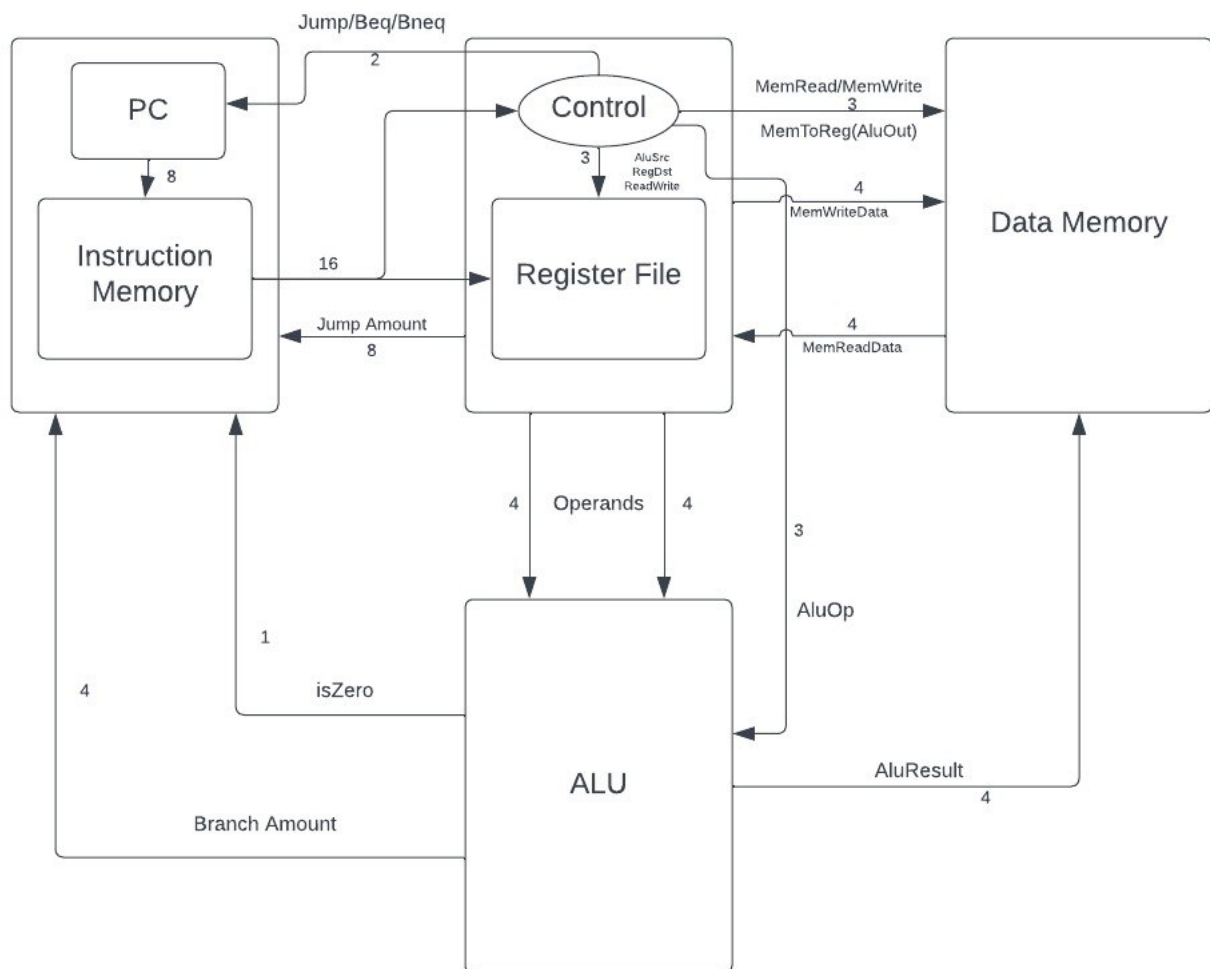 Jump/Beq/Bneq
2
PC
Control
MemRead/MemWrite
3
MemToReg(AluOut)
8
3
AluSrc
RegDst
ReadWrite
4
MemWriteData
Instruction
Memory
16
Register File
Data Memory
Jump Amount
8
4
MemReadData
4
Operands
4
3
AluOp
1
4
isZero
ALU
AluResult
4
Branch Amount